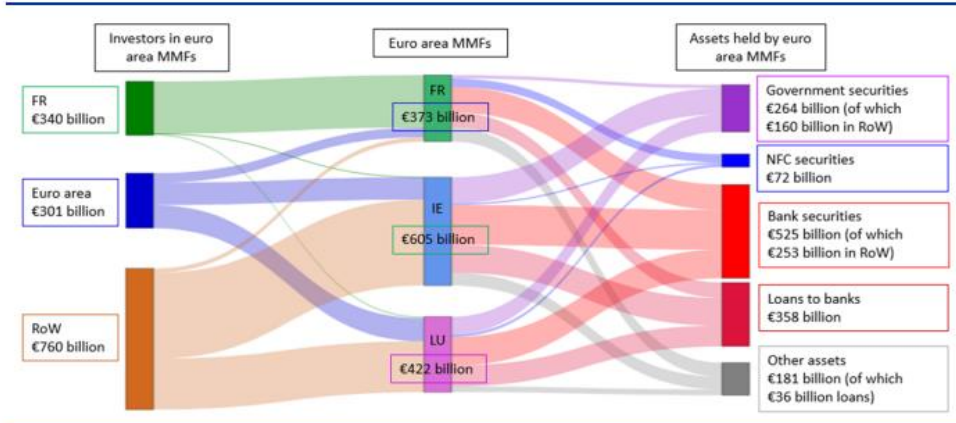 Investors in euro
area MMFs
Euro area MMFs
Assets held by euro
area MMFs
FR
€340 billion
Euro area
€301 billion
RoW
€760 billion
FR
€373 billion
IE
€605 billion
LU
€422 billion
Government securities
€264 billion (of which
€160 billion in RoW)
NFC securities
€72 billion
Bank securities
€525 billion (of which
€253 billion in RoW)
Loans to banks
€358 billion
Other assets
€181 billion (of which
€36 billion loans)